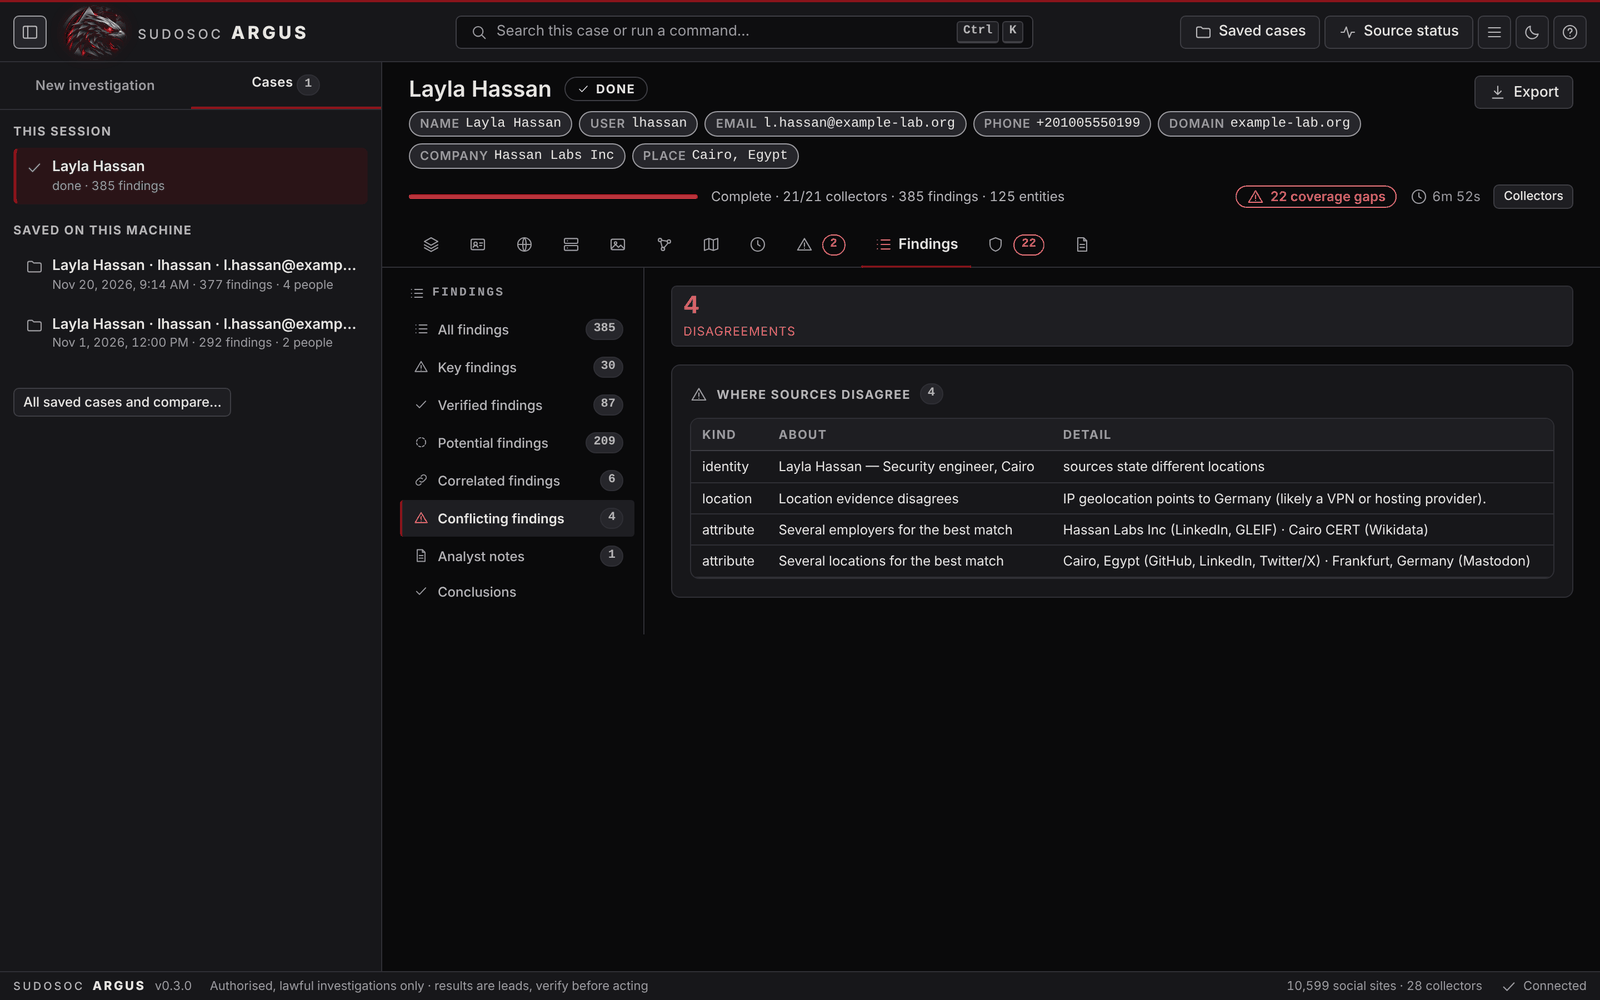 SUDOSOC ARGUS
Search this case or run a command...
Ctrl K
Saved cases
Source status
New investigation
Cases 1
THIS SESSION
Layla Hassan
done · 385 findings
SAVED ON THIS MACHINE
Layla Hassan · lhassan · l.hassan@examp...
Nov 20, 2026, 9:14 AM · 377 findings · 4 people
Layla Hassan · lhassan · l.hassan@examp...
Nov 1, 2026, 12:00 PM · 292 findings · 2 people
All saved cases and compare...
Layla Hassan
DONE
Export
NAME Layla Hassan
USER lhassan
EMAIL l.hassan@example-lab.org
PHONE +201005550199
DOMAIN example-lab.org
COMPANY Hassan Labs Inc
PLACE Cairo, Egypt
Complete · 21/21 collectors · 385 findings · 125 entities
22 coverage gaps
6m 52s
Collectors
2
Findings
22
FINDINGS
All findings 385
Key findings 30
Verified findings 87
Potential findings 209
Correlated findings 6
Conflicting findings 4
Analyst notes 1
Conclusions
4
DISAGREEMENTS
WHERE SOURCES DISAGREE 4
KIND ABOUT DETAIL
identity Layla Hassan — Security engineer, Cairo sources state different locations
location Location evidence disagrees IP geolocation points to Germany (likely a VPN or hosting provider).
attribute Several employers for the best match Hassan Labs Inc (LinkedIn, GLEIF) · Cairo CERT (Wikidata)
attribute Several locations for the best match Cairo, Egypt (GitHub, LinkedIn, Twitter/X) · Frankfurt, Germany (Mastodon)
SUDOSOC ARGUS v0.3.0 Authorised, lawful investigations only · results are leads, verify before acting
10,599 social sites · 28 collectors
Connected